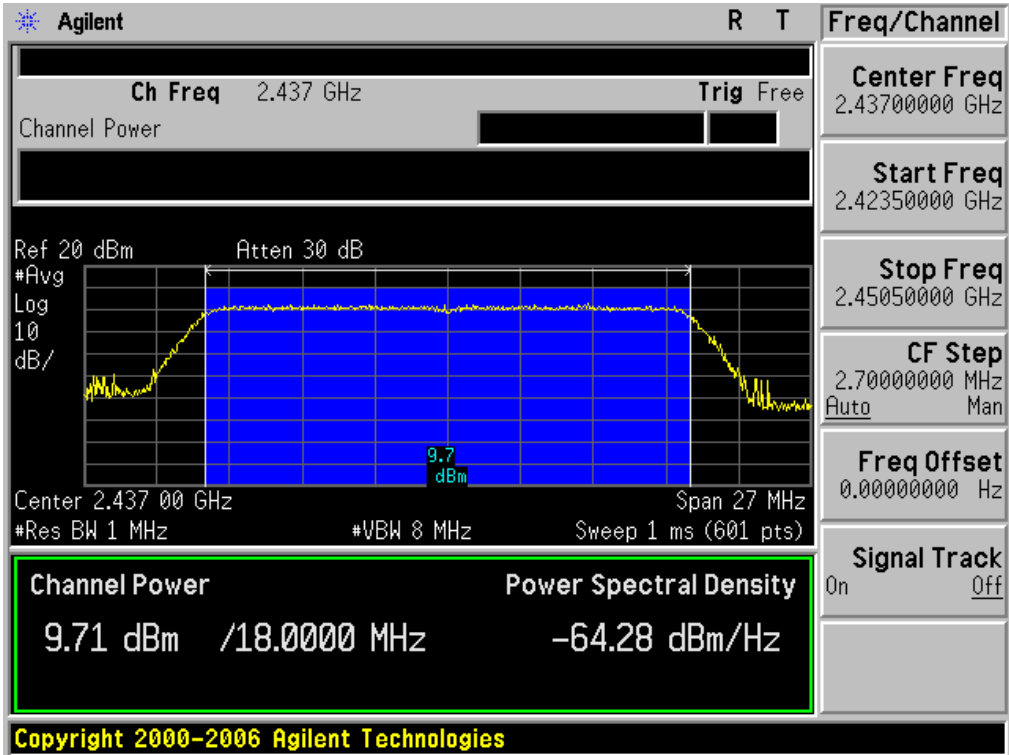 Agilent R T
Ch Freq 2.437 GHz Trig Free
Channel Power
Ref 20 dBm Atten 30 dB
#Avg
Log
10
dB/
9.7
dBm
Center 2.437 00 GHz Span 27 MHz
#Res BW 1 MHz #VBW 8 MHz Sweep 1 ms (601 pts)
Channel Power Power Spectral Density
9.71 dBm /18.0000 MHz -64.28 dBm/Hz
Copyright 2000-2006 Agilent Technologies
Freq/Channel
Center Freq
2.43700000 GHz
Start Freq
2.42350000 GHz
Stop Freq
2.45050000 GHz
CF Step
2.70000000 MHz
Auto Man
Freq Offset
0.00000000 Hz
Signal Track
On Off